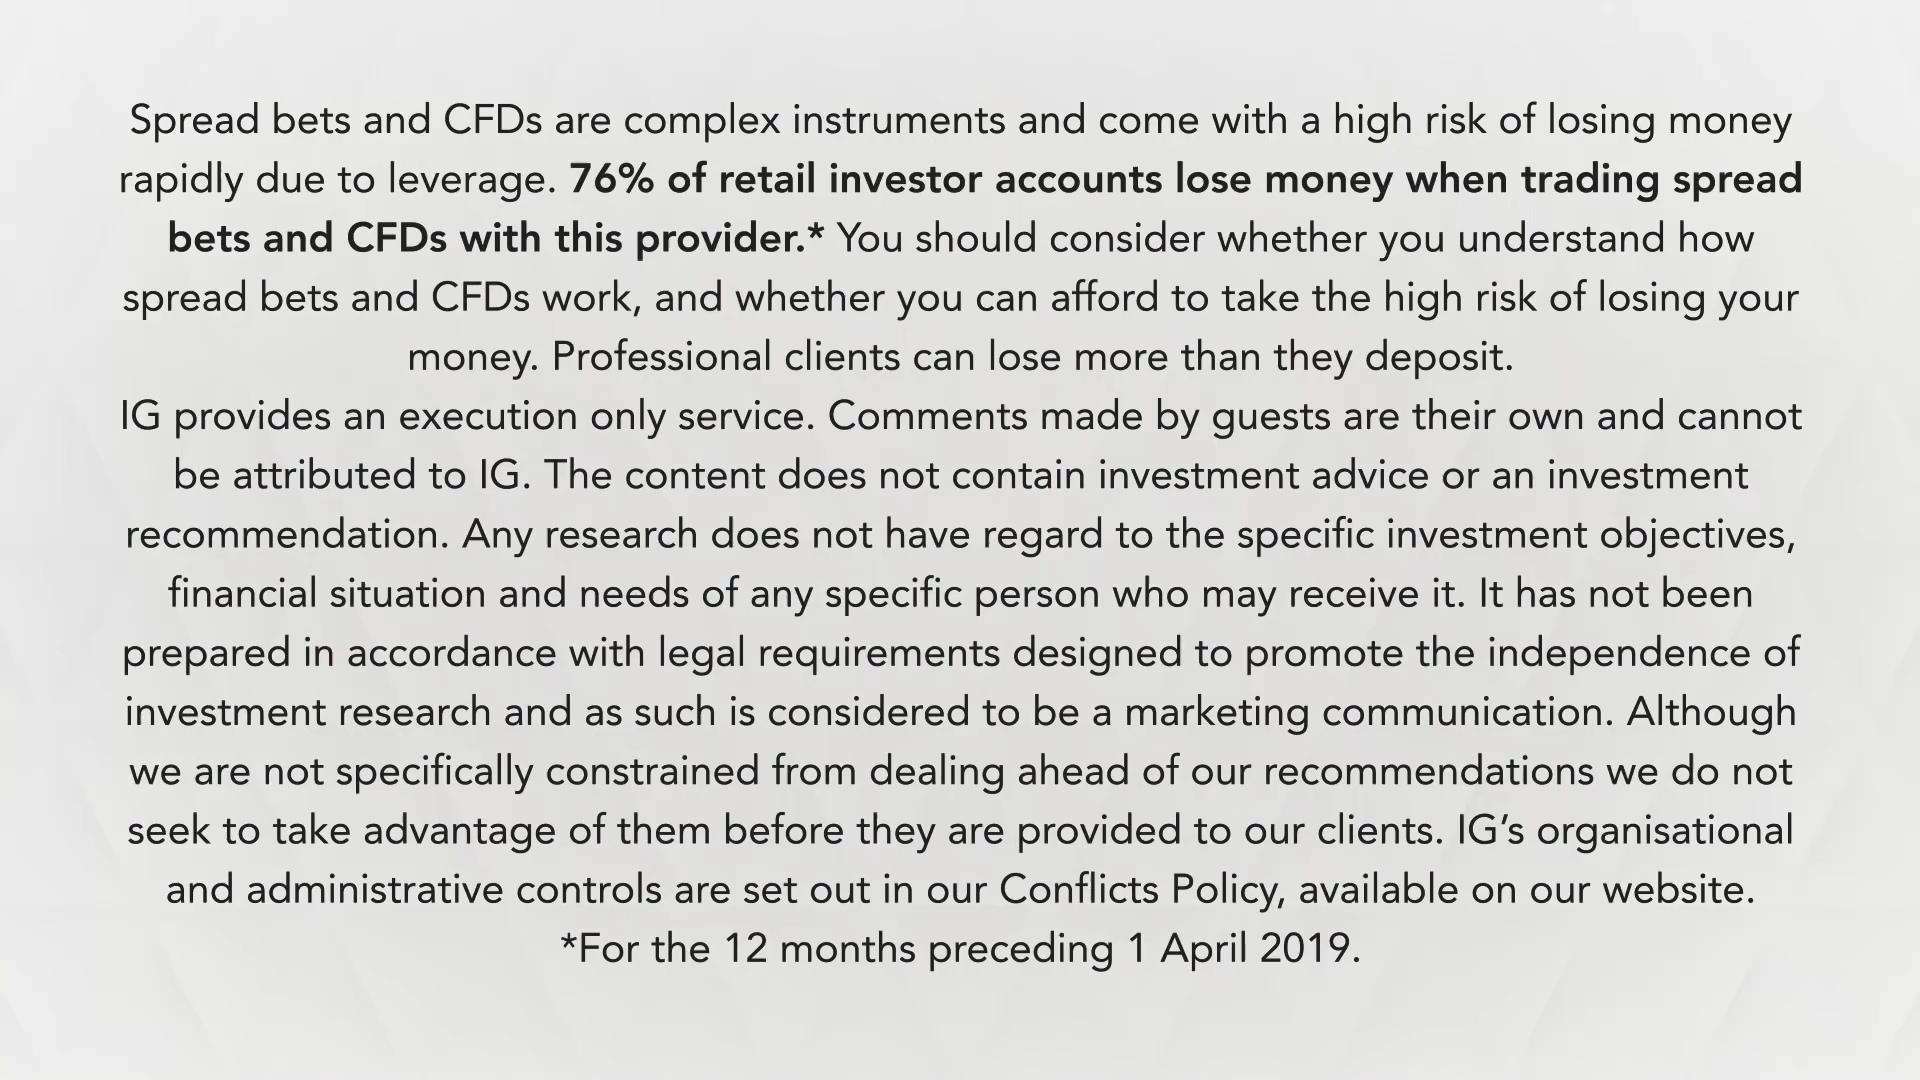 Spread bets and CFDs are complex instruments and come with a high risk of losing money
rapidly due to leverage. 76% of retail investor accounts lose money when trading spread
bets and CFDs with this provider.* You should consider whether you understand how
spread bets and CFDs work, and whether you can afford to take the high risk of losing your
money. Professional clients can lose more than they deposit.
IG provides an execution only service. Comments made by guests are their own and cannot
be attributed to IG. The content does not contain investment advice or an investment
recommendation. Any research does not have regard to the specific investment objectives,
financial situation and needs of any specific person who may receive it. It has not been
prepared in accordance with legal requirements designed to promote the independence of
investment research and as such is considered to be a marketing communication. Although
we are not specifically constrained from dealing ahead of our recommendations we do not
seek to take advantage of them before they are provided to our clients. IG’s organisational
and administrative controls are set out in our Conflicts Policy, available on our website.
*For the 12 months preceding 1 April 2019.